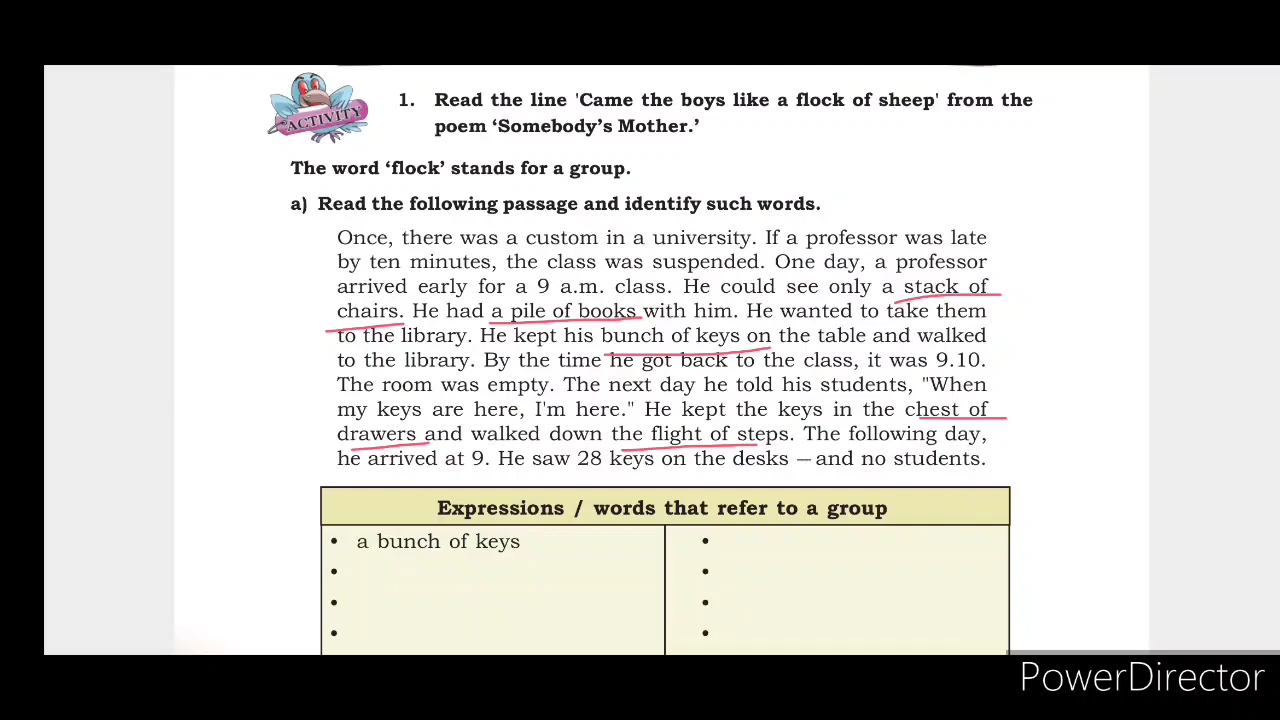 ACTIVITY
1. Read the line 'Came the boys like a flock of sheep' from the
poem ‘Somebody’s Mother.’
The word ‘flock’ stands for a group.
a) Read the following passage and identify such words.
Once, there was a custom in a university. If a professor was late
by ten minutes, the class was suspended. One day, a professor
arrived early for a 9 a.m. class. He could see only a stack of
chairs. He had a pile of books with him. He wanted to take them
to the library. He kept his bunch of keys on the table and walked
to the library. By the time he got back to the class, it was 9.10.
The room was empty. The next day he told his students, "When
my keys are here, I'm here." He kept the keys in the chest of
drawers and walked down the flight of steps. The following day,
he arrived at 9. He saw 28 keys on the desks — and no students.
Expressions / words that refer to a group
• a bunch of keys •
• •
• •
• •
PowerDirector